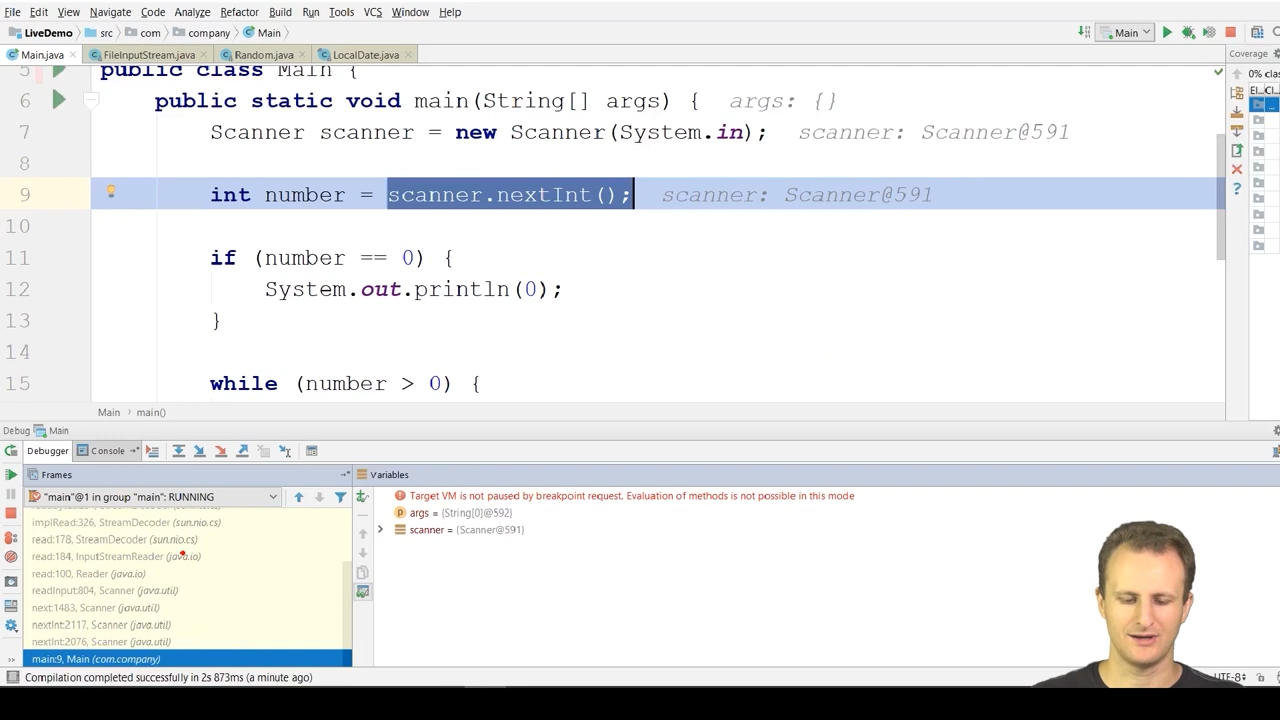 File Edit View Navigate Code Analyze Refactor Build Run Tools VCS Window Help
LiveDemo src com company Main
Main
Main.java FileInputStream.java Random.java LocalDate.java
Coverage
0% clas
5 public class Main {
6 public static void main(String[] args) { args: {}
7 Scanner scanner = new Scanner(System.in); scanner: Scanner@591
8
9 int number = scanner.nextInt(); scanner: Scanner@591
10
11 if (number == 0) {
12 System.out.println(0);
13 }
14
15 while (number > 0) {
Main › main()
Debug Main
Debugger Console
Frames
Variables
"main"@1 in group "main": RUNNING
implRead:326, StreamDecoder (sun.nio.cs)
read:178, StreamDecoder (sun.nio.cs)
read:184, InputStreamReader (java.io)
read:100, Reader (java.io)
readInput:804, Scanner (java.util)
next:1483, Scanner (java.util)
nextInt:2117, Scanner (java.util)
nextInt:2076, Scanner (java.util)
main:9, Main (com.company)
Target VM is not paused by breakpoint request. Evaluation of methods is not possible in this mode
args = {String[0]@592}
scanner = {Scanner@591}
Compilation completed successfully in 2s 873ms (a minute ago)
UTF-8